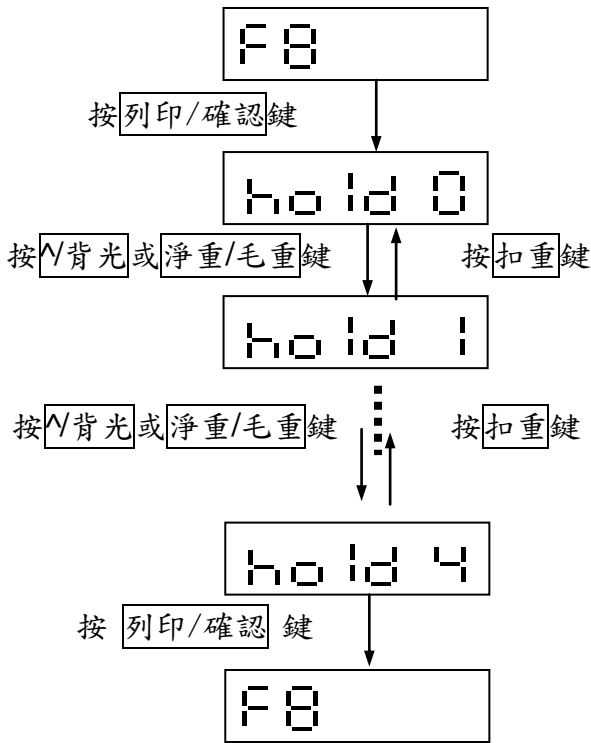 F8
按列印/確認鍵
hold 0
按^/背光或淨重/毛重鍵 按扣重鍵
hold 1
按^/背光或淨重/毛重鍵 按扣重鍵
hold 4
按 列印/確認 鍵
F8